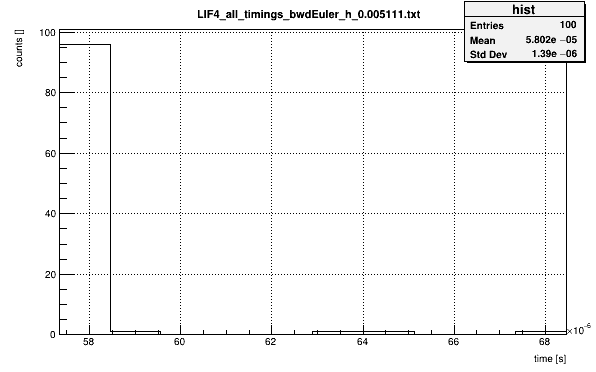 LIF4_all_timings_bwdEuler_h_0.005111.txt
hist
Entries 100
Mean 5.802e −05
Std Dev 1.39e −06
counts []
100
80
60
40
20
0
58 60 62 64 66 68
×10⁻⁶
time [s]